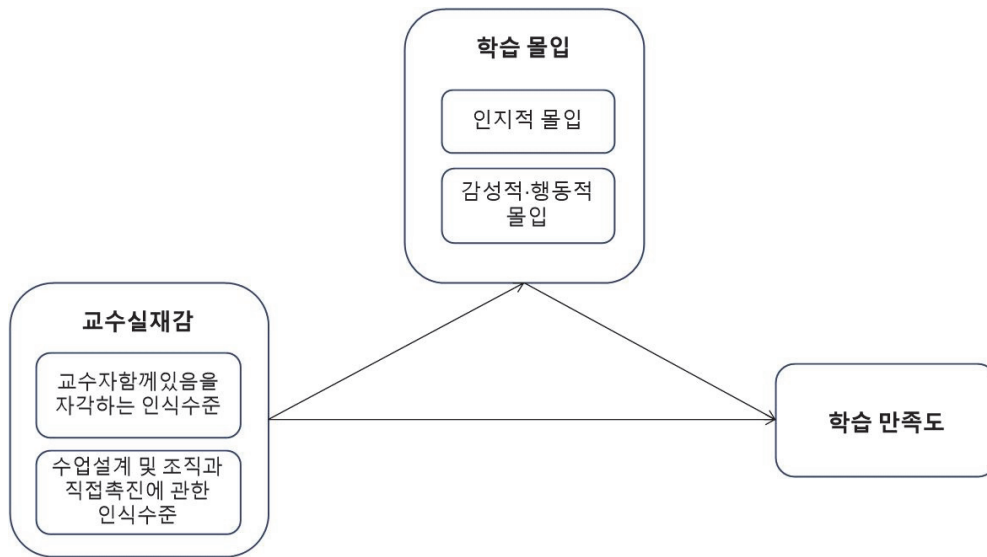 학습 몰입
인지적 몰입
감성적·행동적
몰입
교수실재감
교수자함께있음을
자각하는 인식수준
수업설계 및 조직과
직접촉진에 관한
인식수준
학습 만족도